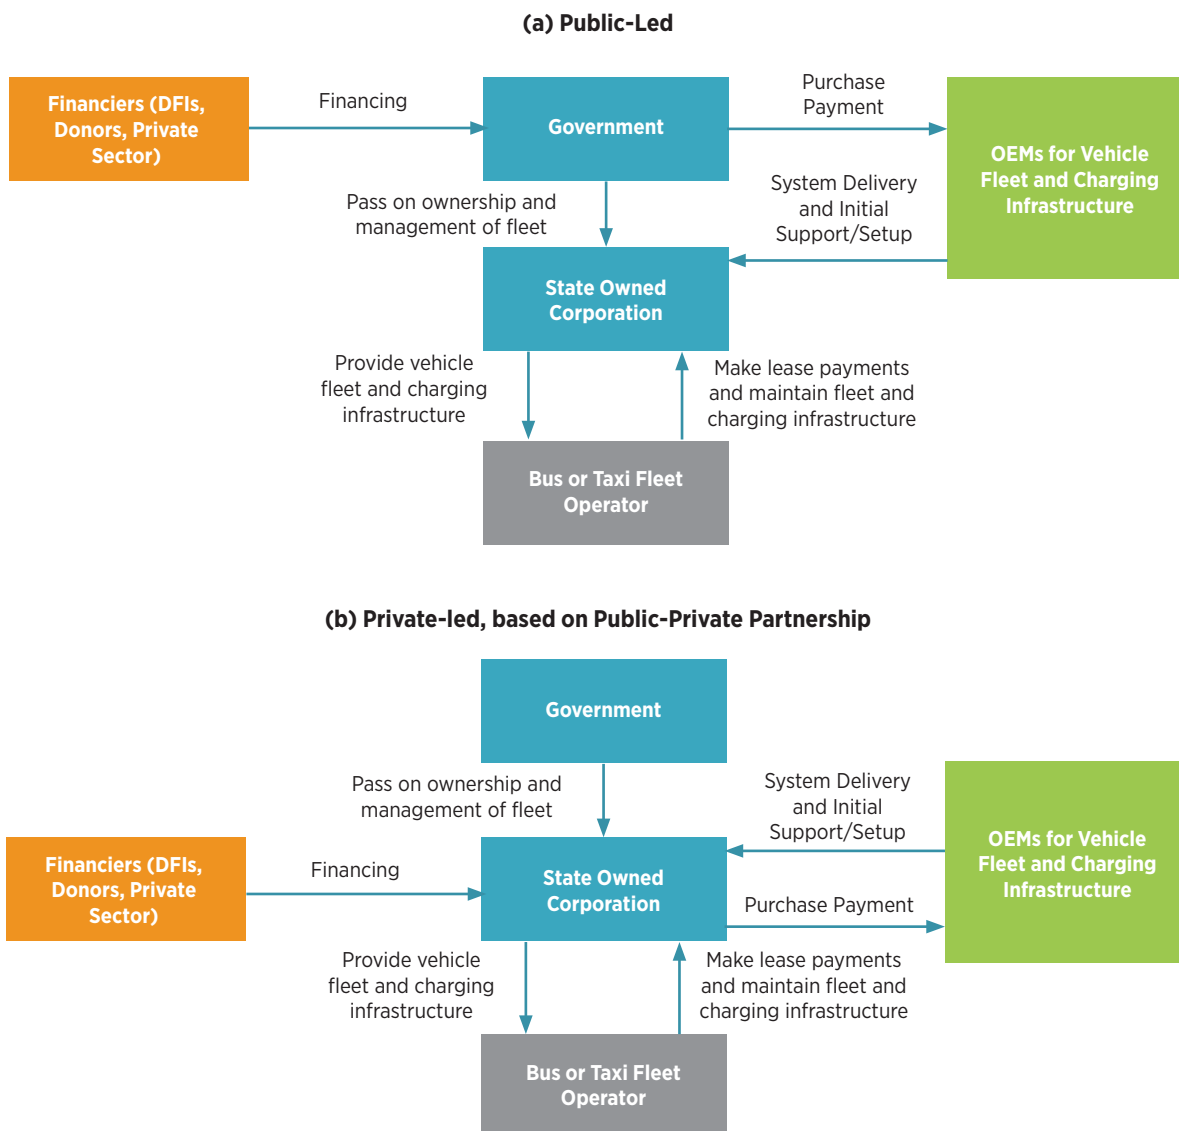 (a) Public-Led
Financiers (DFIs,
Donors, Private
Sector)
Financing
Government
Purchase
Payment
OEMs for Vehicle
Fleet and Charging
Infrastructure
Pass on ownership and
management of fleet
System Delivery
and Initial
Support/Setup
State Owned
Corporation
Provide vehicle
fleet and charging
infrastructure
Make lease payments
and maintain fleet and
charging infrastructure
Bus or Taxi Fleet
Operator
(b) Private-led, based on Public-Private Partnership
Government
Pass on ownership and
management of fleet
System Delivery
and Initial
Support/Setup
OEMs for Vehicle
Fleet and Charging
Infrastructure
Financiers (DFIs,
Donors, Private
Sector)
Financing
State Owned
Corporation
Purchase Payment
Provide vehicle
fleet and charging
infrastructure
Make lease payments
and maintain fleet and
charging infrastructure
Bus or Taxi Fleet
Operator